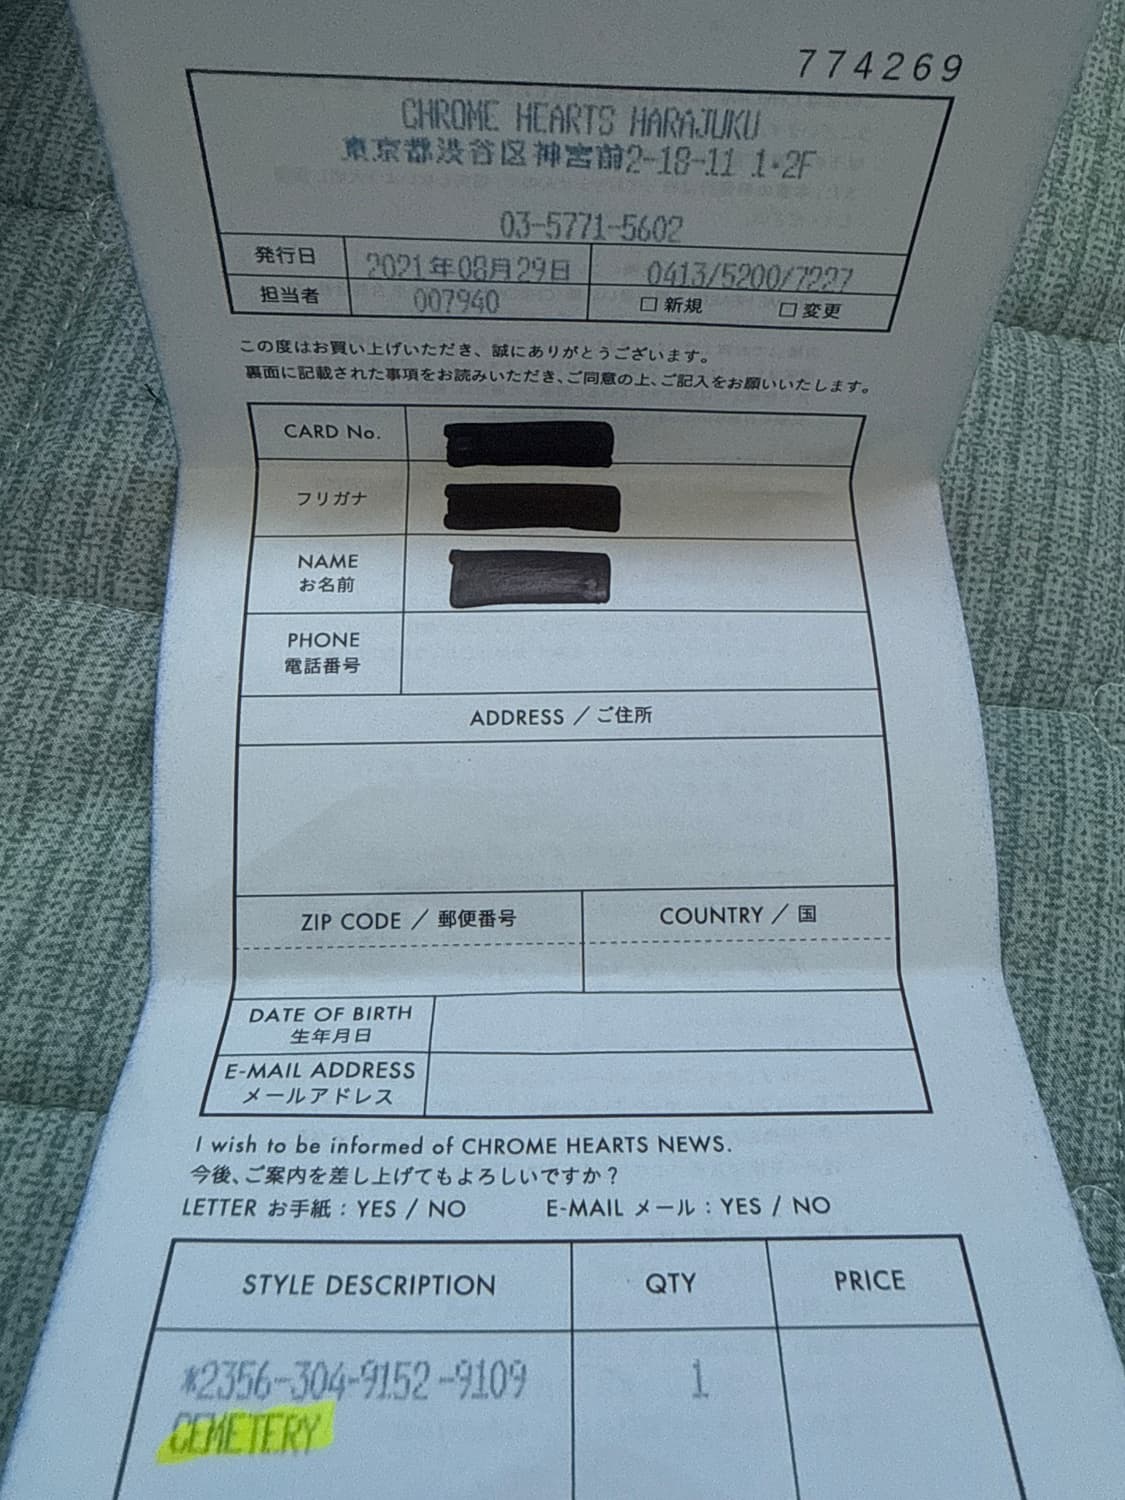 774269
CHROME HEARTS HARAJUKU
東京都渋谷区神宮前2-18-11 1・2F
03-5771-5602
発行日 2021年08月29日 0413/5200/7227
担当者 007940 □ 新規 □ 変更
この度はお買い上げいただき、誠にありがとうございます。
裏面に記載された事項をお読みいただき、ご同意の上、ご記入をお願いいたします。
CARD No.
フリガナ
NAME
お名前
PHONE
電話番号
ADDRESS / ご住所
ZIP CODE / 郵便番号 COUNTRY / 国
DATE OF BIRTH
生年月日
E-MAIL ADDRESS
メールアドレス
I wish to be informed of CHROME HEARTS NEWS.
今後、ご案内を差し上げてもよろしいですか?
LETTER お手紙 : YES / NO E-MAIL メール : YES / NO
STYLE DESCRIPTION QTY PRICE
*2356-304-9152-9109 1
CEMETERY